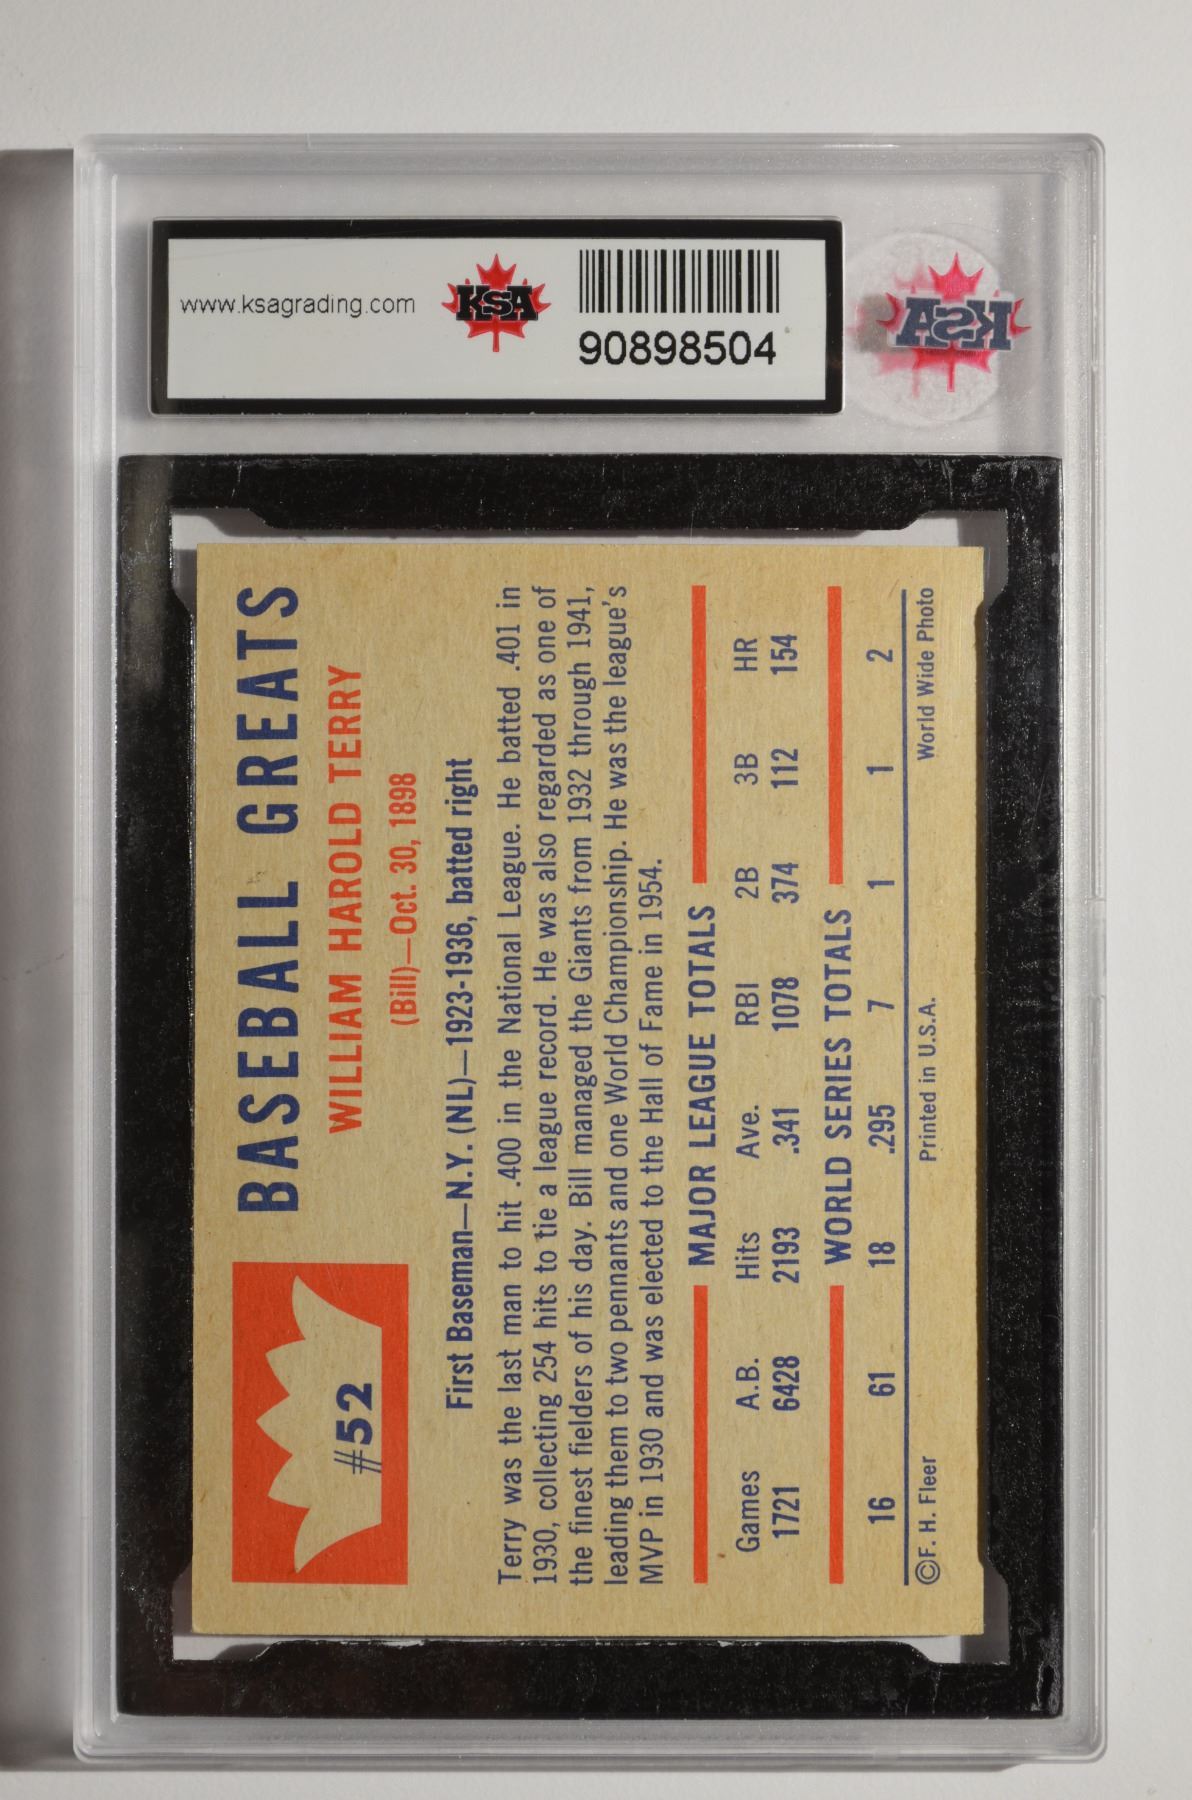 www.ksagrading.com
KSA
90898504
KSA
#52
BASEBALL GREATS
WILLIAM HAROLD TERRY
(Bill)—Oct. 30, 1898
First Baseman—N.Y. (NL)—1923-1936, batted right
Terry was the last man to hit .400 in the National League. He batted .401 in
1930, collecting 254 hits to tie a league record. He was also regarded as one of
the finest fielders of his day. Bill managed the Giants from 1932 through 1941,
leading them to two pennants and one World Championship. He was the league's
MVP in 1930 and was elected to the Hall of Fame in 1954.
MAJOR LEAGUE TOTALS
Games A.B. Hits Ave. RBI 2B 3B HR
1721 6428 2193 .341 1078 374 112 154
WORLD SERIES TOTALS
16 61 18 .295 7 1 1 2
©F. H. Fleer Printed in U.S.A. World Wide Photo